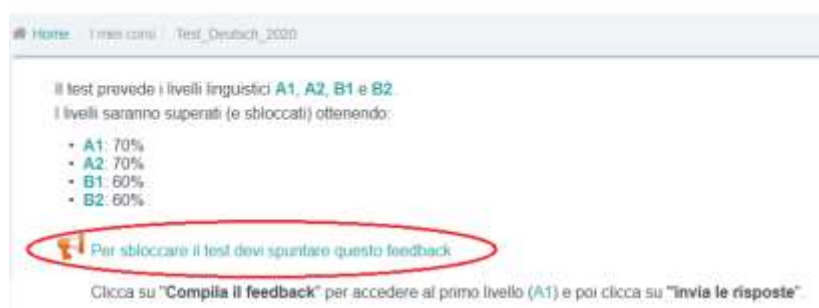 Home / I miei corsi / Test_Deutsch_2020
Il test prevede i livelli linguistici A1, A2, B1 e B2.
I livelli saranno superati (e sbloccati) ottenendo:
• A1: 70%
• A2: 70%
• B1: 60%
• B2: 60%
Per sbloccare il test devi spuntare questo feedback
Clicca su "Compila il feedback" per accedere al primo livello (A1) e poi clicca su "invia le risposte".